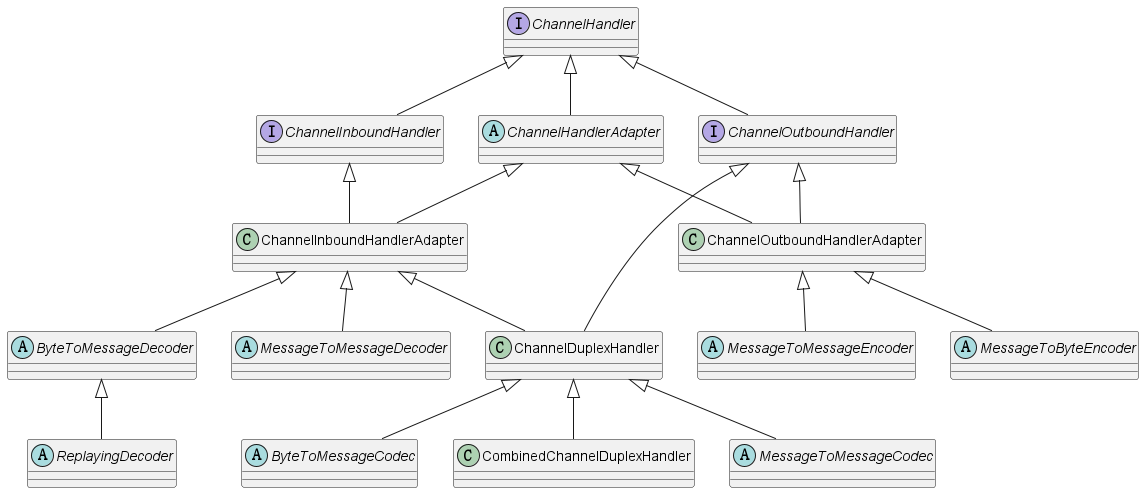 I ChannelHandler
I ChannelInboundHandler
A ChannelHandlerAdapter
I ChannelOutboundHandler
C ChannelInboundHandlerAdapter
C ChannelOutboundHandlerAdapter
A ByteToMessageDecoder
A MessageToMessageDecoder
C ChannelDuplexHandler
A MessageToMessageEncoder
A MessageToByteEncoder
A ReplayingDecoder
A ByteToMessageCodec
C CombinedChannelDuplexHandler
A MessageToMessageCodec